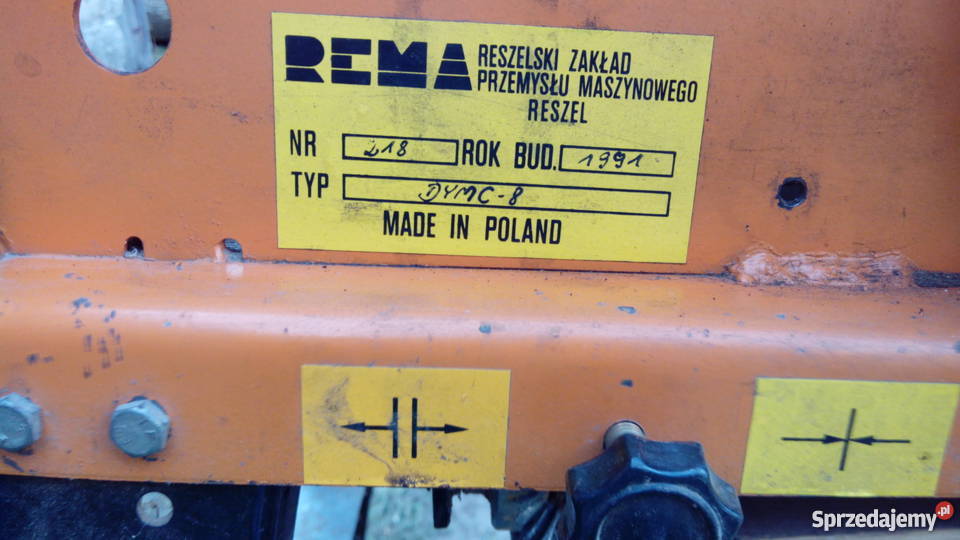 REMA RESZELSKI ZAKŁAD
PRZEMYSŁU MASZYNOWEGO
RESZEL
NR 218 ROK BUD. 1991
TYP DYMC-8
MADE IN POLAND
Sprzedajemy.pl